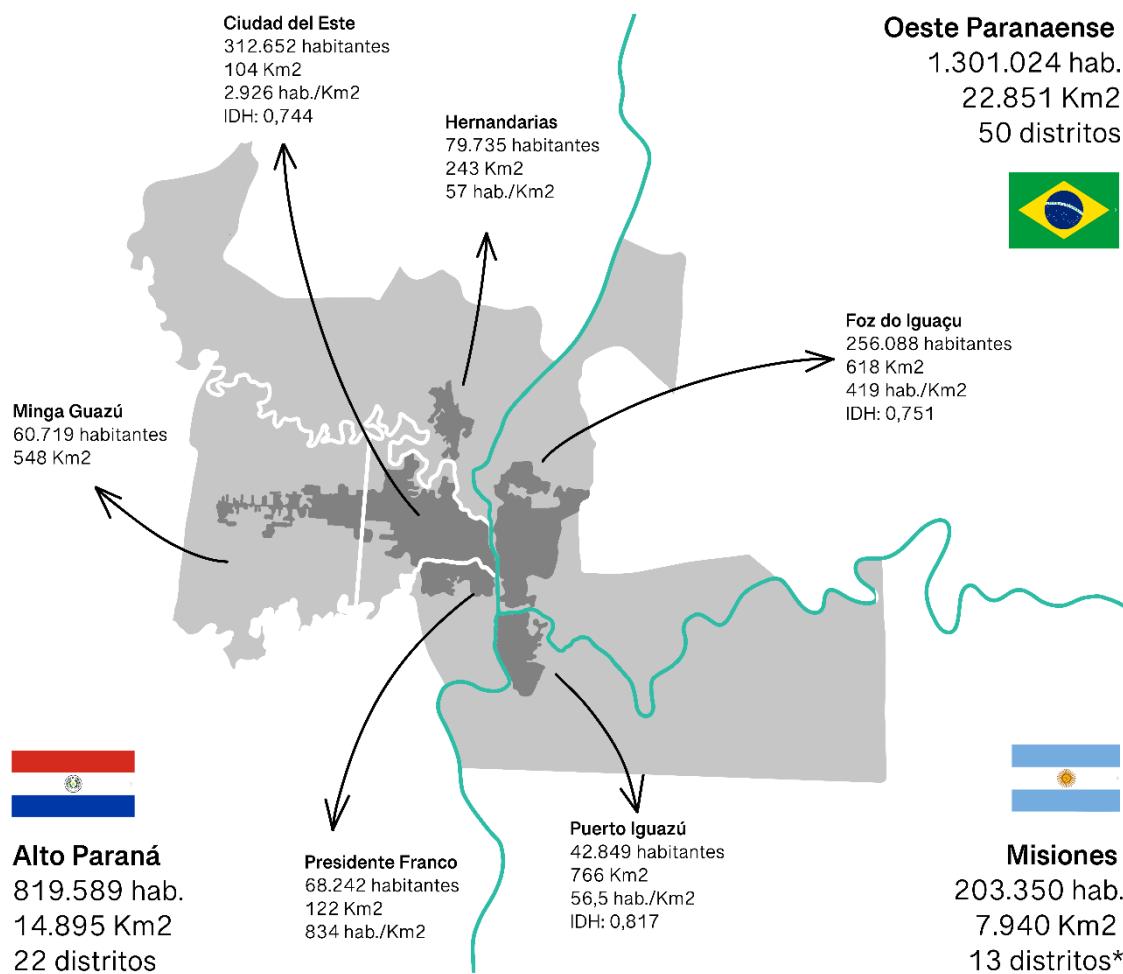 Ciudad del Este
312.652 habitantes
104 Km2
2.926 hab./Km2
IDH: 0,744
Hernandarias
79.735 habitantes
243 Km2
57 hab./Km2
Oeste Paranaense
1.301.024 hab.
22.851 Km2
50 distritos
Foz do Iguaçu
256.088 habitantes
618 Km2
419 hab./Km2
IDH: 0,751
Minga Guazú
60.719 habitantes
548 Km2
Alto Paraná
819.589 hab.
14.895 Km2
22 distritos
Presidente Franco
68.242 habitantes
122 Km2
834 hab./Km2
Puerto Iguazú
42.849 habitantes
766 Km2
56,5 hab./Km2
IDH: 0,817
Misiones
203.350 hab.
7.940 Km2
13 distritos*